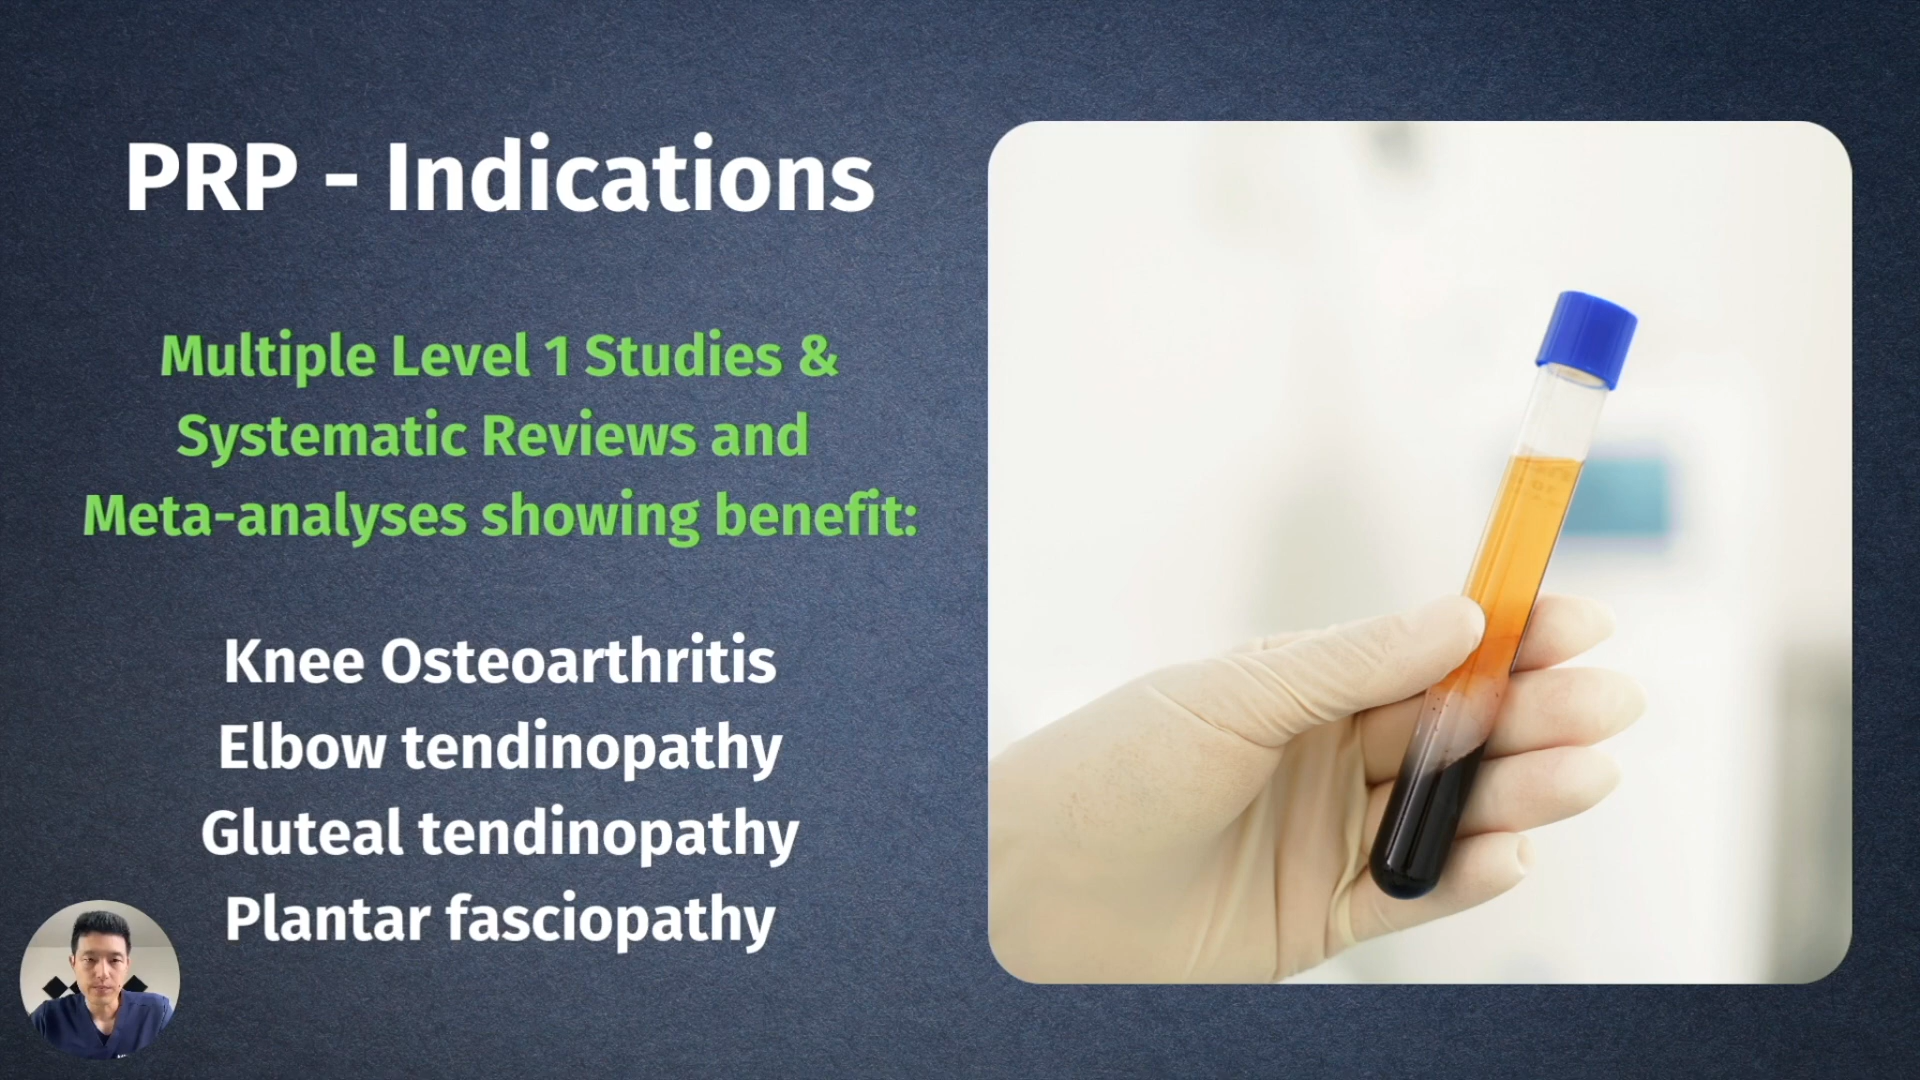 PRP - Indications
Multiple Level 1 Studies &
Systematic Reviews and
Meta-analyses showing benefit:
Knee Osteoarthritis
Elbow tendinopathy
Gluteal tendinopathy
Plantar fasciopathy